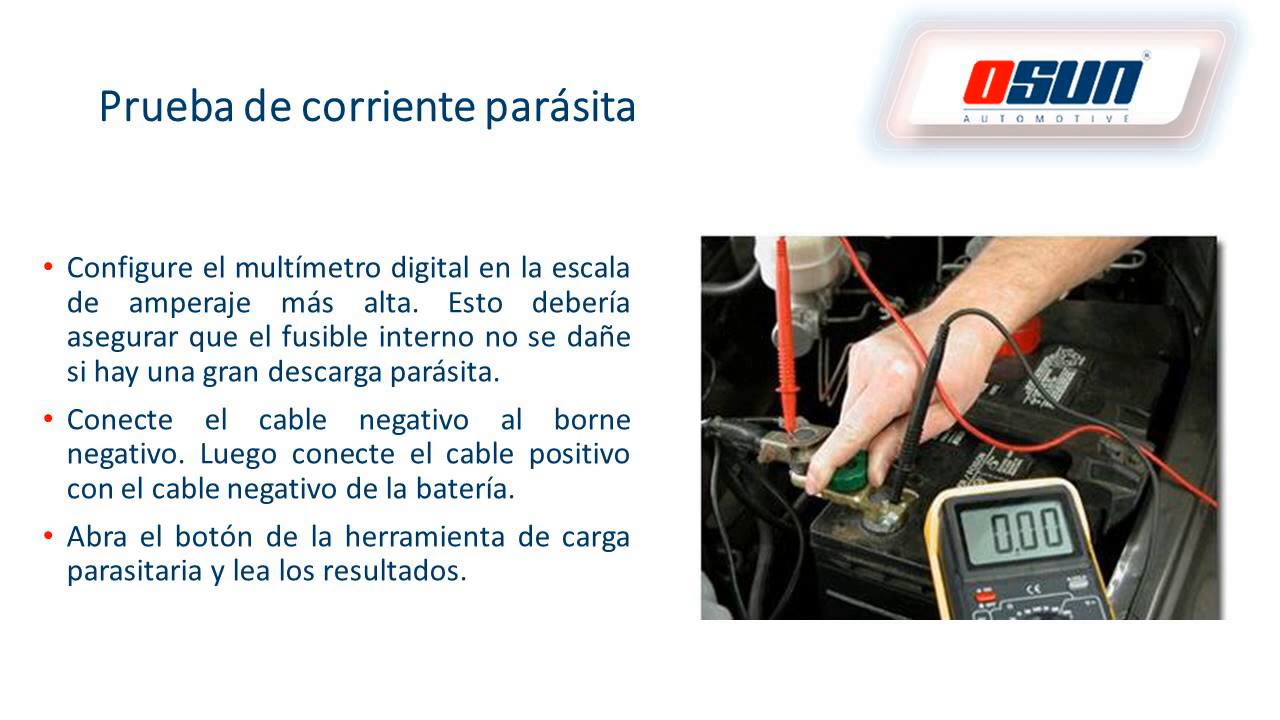 Prueba de corriente parásita
OSUN®
AUTOMOTIVE
• Configure el multímetro digital en la escala
de amperaje más alta. Esto debería
asegurar que el fusible interno no se dañe
si hay una gran descarga parásita.
• Conecte el cable negativo al borne
negativo. Luego conecte el cable positivo
con el cable negativo de la batería.
• Abra el botón de la herramienta de carga
parasitaria y lea los resultados.
0.00
CE